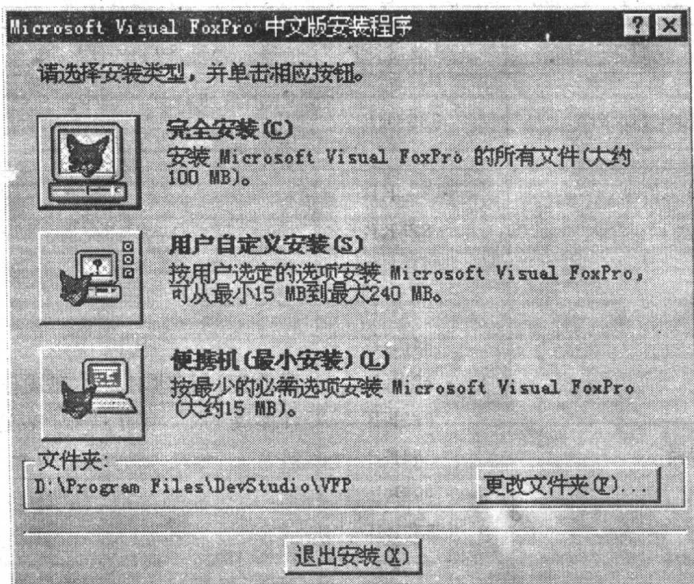 Microsoft Visual FoxPro 中文版安装程序
请选择安装类型，并单击相应按钮。
完全安装(C)
安装 Microsoft Visual FoxPro 的所有文件(大约
100 MB)。
用户自定义安装(S)
按用户选定的选项安装 Microsoft Visual FoxPro,
可从最小15 MB到最大240 MB。
便携机(最小安装)(L)
按最少的必需选项安装 Microsoft Visual FoxPro
(大约15 MB)。
文件夹:
D:\Program Files\DevStudio\VFP
更改文件夹(F)...
退出安装(X)